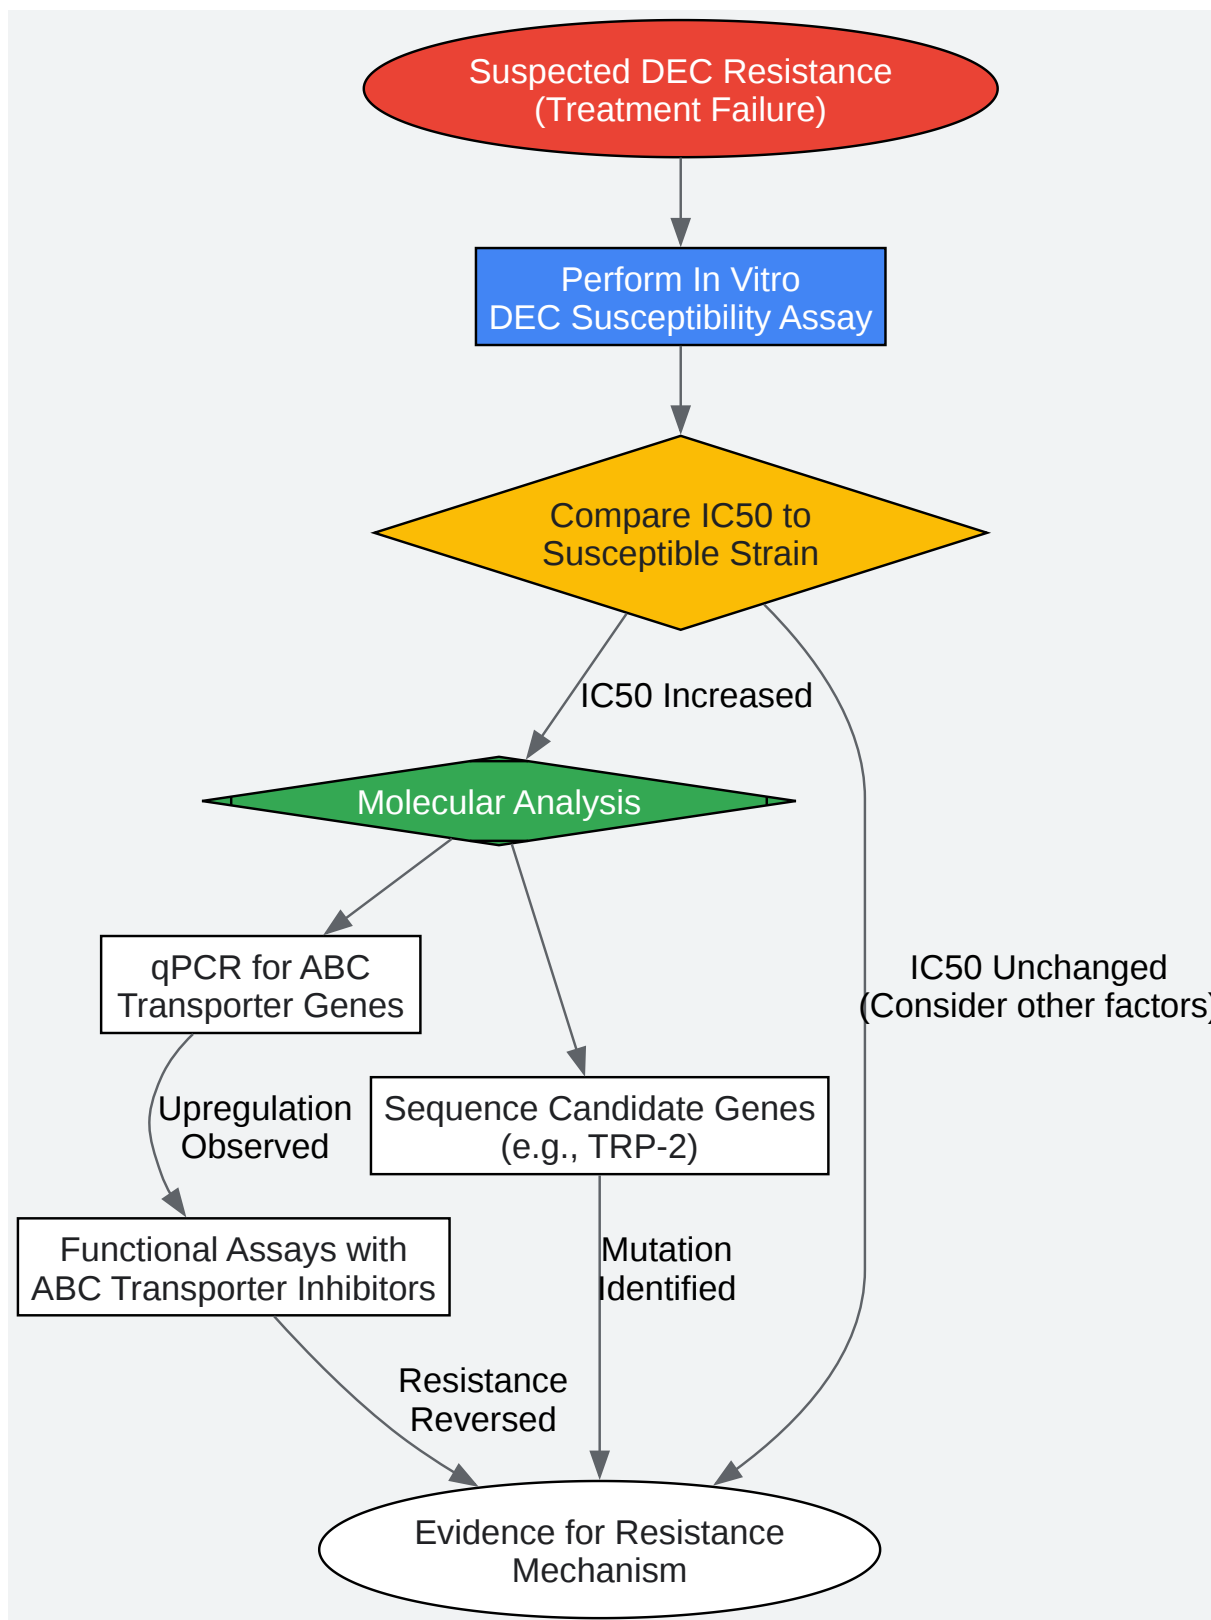 Suspected DEC Resistance
(Treatment Failure)
Perform In Vitro
DEC Susceptibility Assay
Compare IC50 to
Susceptible Strain
IC50 Increased
Molecular Analysis
qPCR for ABC
Transporter Genes
IC50 Unchanged
(Consider other factors)
Upregulation
Observed
Sequence Candidate Genes
(e.g., TRP-2)
Functional Assays with
ABC Transporter Inhibitors
Mutation
Identified
Resistance
Reversed
Evidence for Resistance
Mechanism